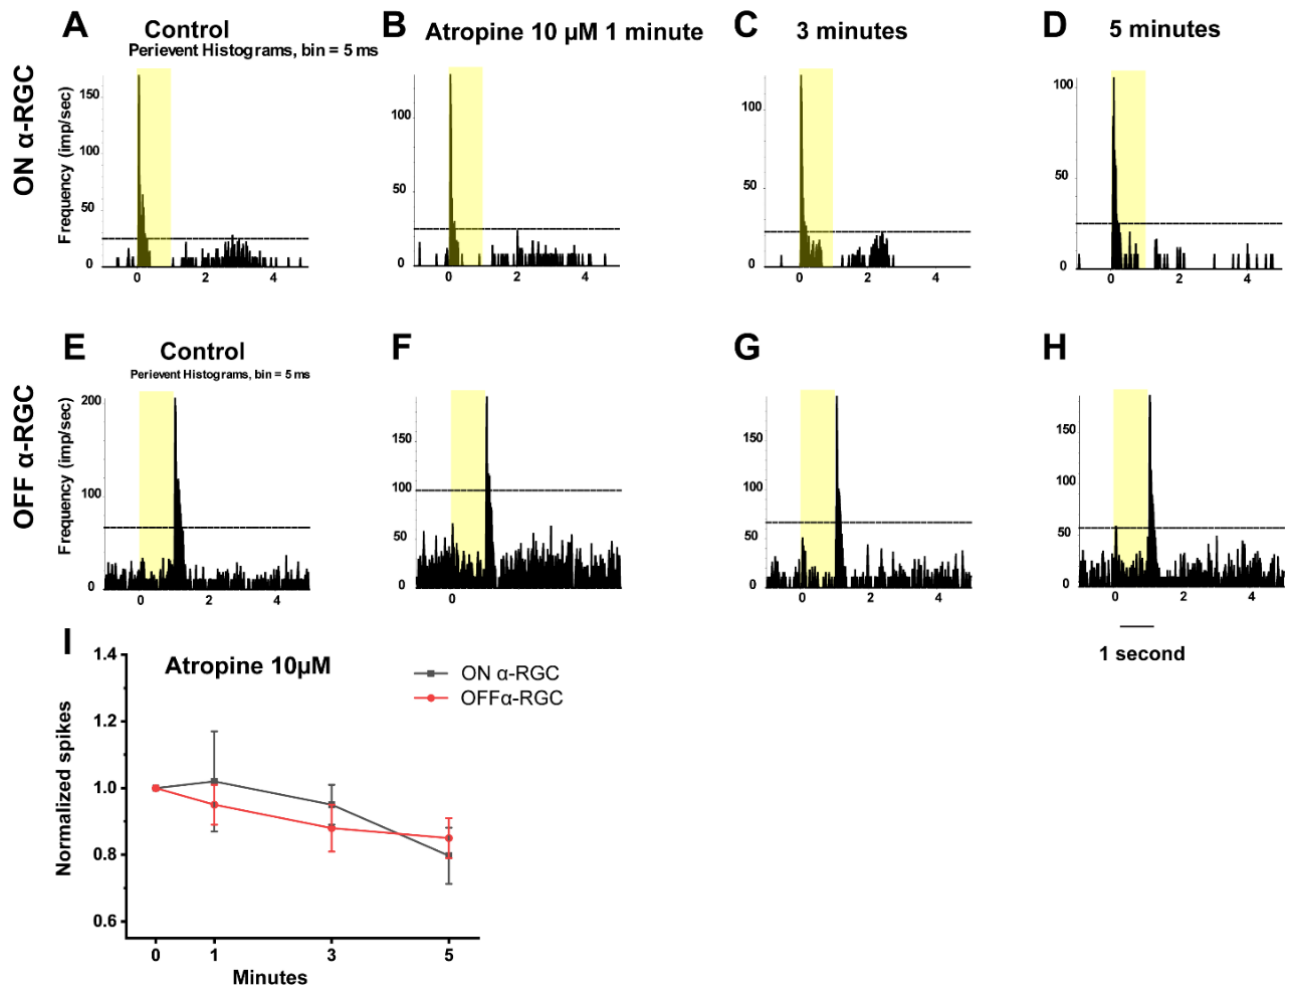 A
Control
Perievent Histograms, bin = 5 ms
B
Atropine 10 µM 1 minute
C
3 minutes
D
5 minutes
ON α-RGC
Frequency (imp/sec)
150
100
50
0
0 2 4
100
50
0
0 2 4
100
50
0
0 2 4
100
50
0
0 2 4
E
Control
Perievent Histograms, bin = 5 ms
F
G
H
OFF α-RGC
Frequency (imp/sec)
200
100
0
0 2 4
150
100
50
0
0
150
100
50
0
0 2 4
150
100
50
0
0 2 4
1 second
I
Atropine 10µM
ON α-RGC
OFFα-RGC
Normalized spikes
1.4
1.2
1.0
0.8
0.6
0 1 3 5
Minutes